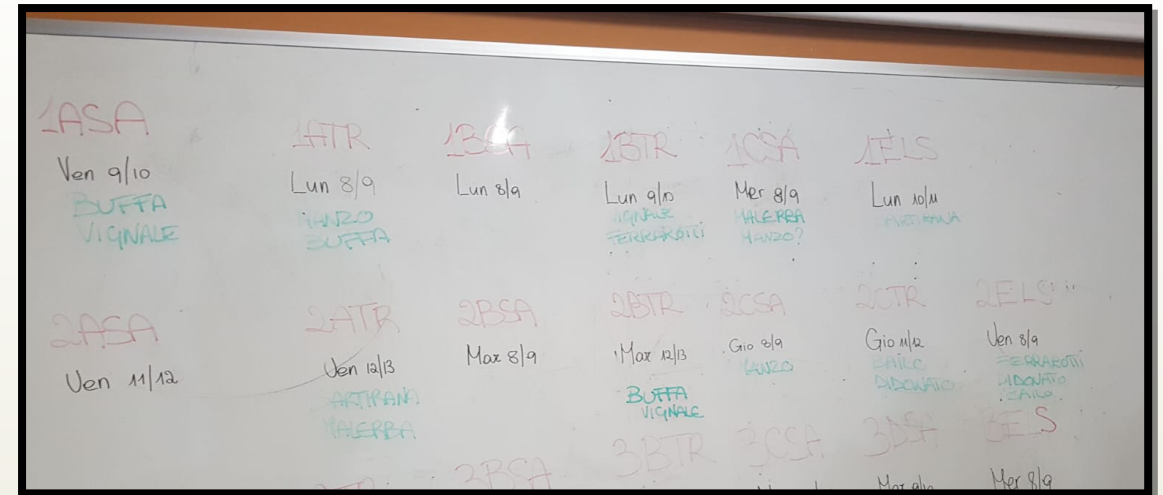 1ASA
Ven 9/10
BUFFA
VIGNALE
1ATR
Lun 8/9
MANZO
BUFFA
1BSA
Lun 8/9
1BTR
Lun 9/10
VIGNALE
FERRAROTTI
1CSA
Mer 8/9
MALERBA
MANZO?
1ELS
Lun 10/11
ARTIRANA
2ASA
Ven 11/12
2ATR
Ven 12/13
ARTIRANA
MALERBA
2BSA
Mar 8/9
2BTR
Mar 12/13
BUFFA
VIGNALE
2CSA
Gio 8/9
MANZO
2CTR
Gio 11/12
ZAILO
DIDONATO
2ELS
Ven 8/9
FERRAROTTI
DIDONATO
ZAILO
3BSA
3BTR
3CSA
3DSA
3ELS
Mer 8/9